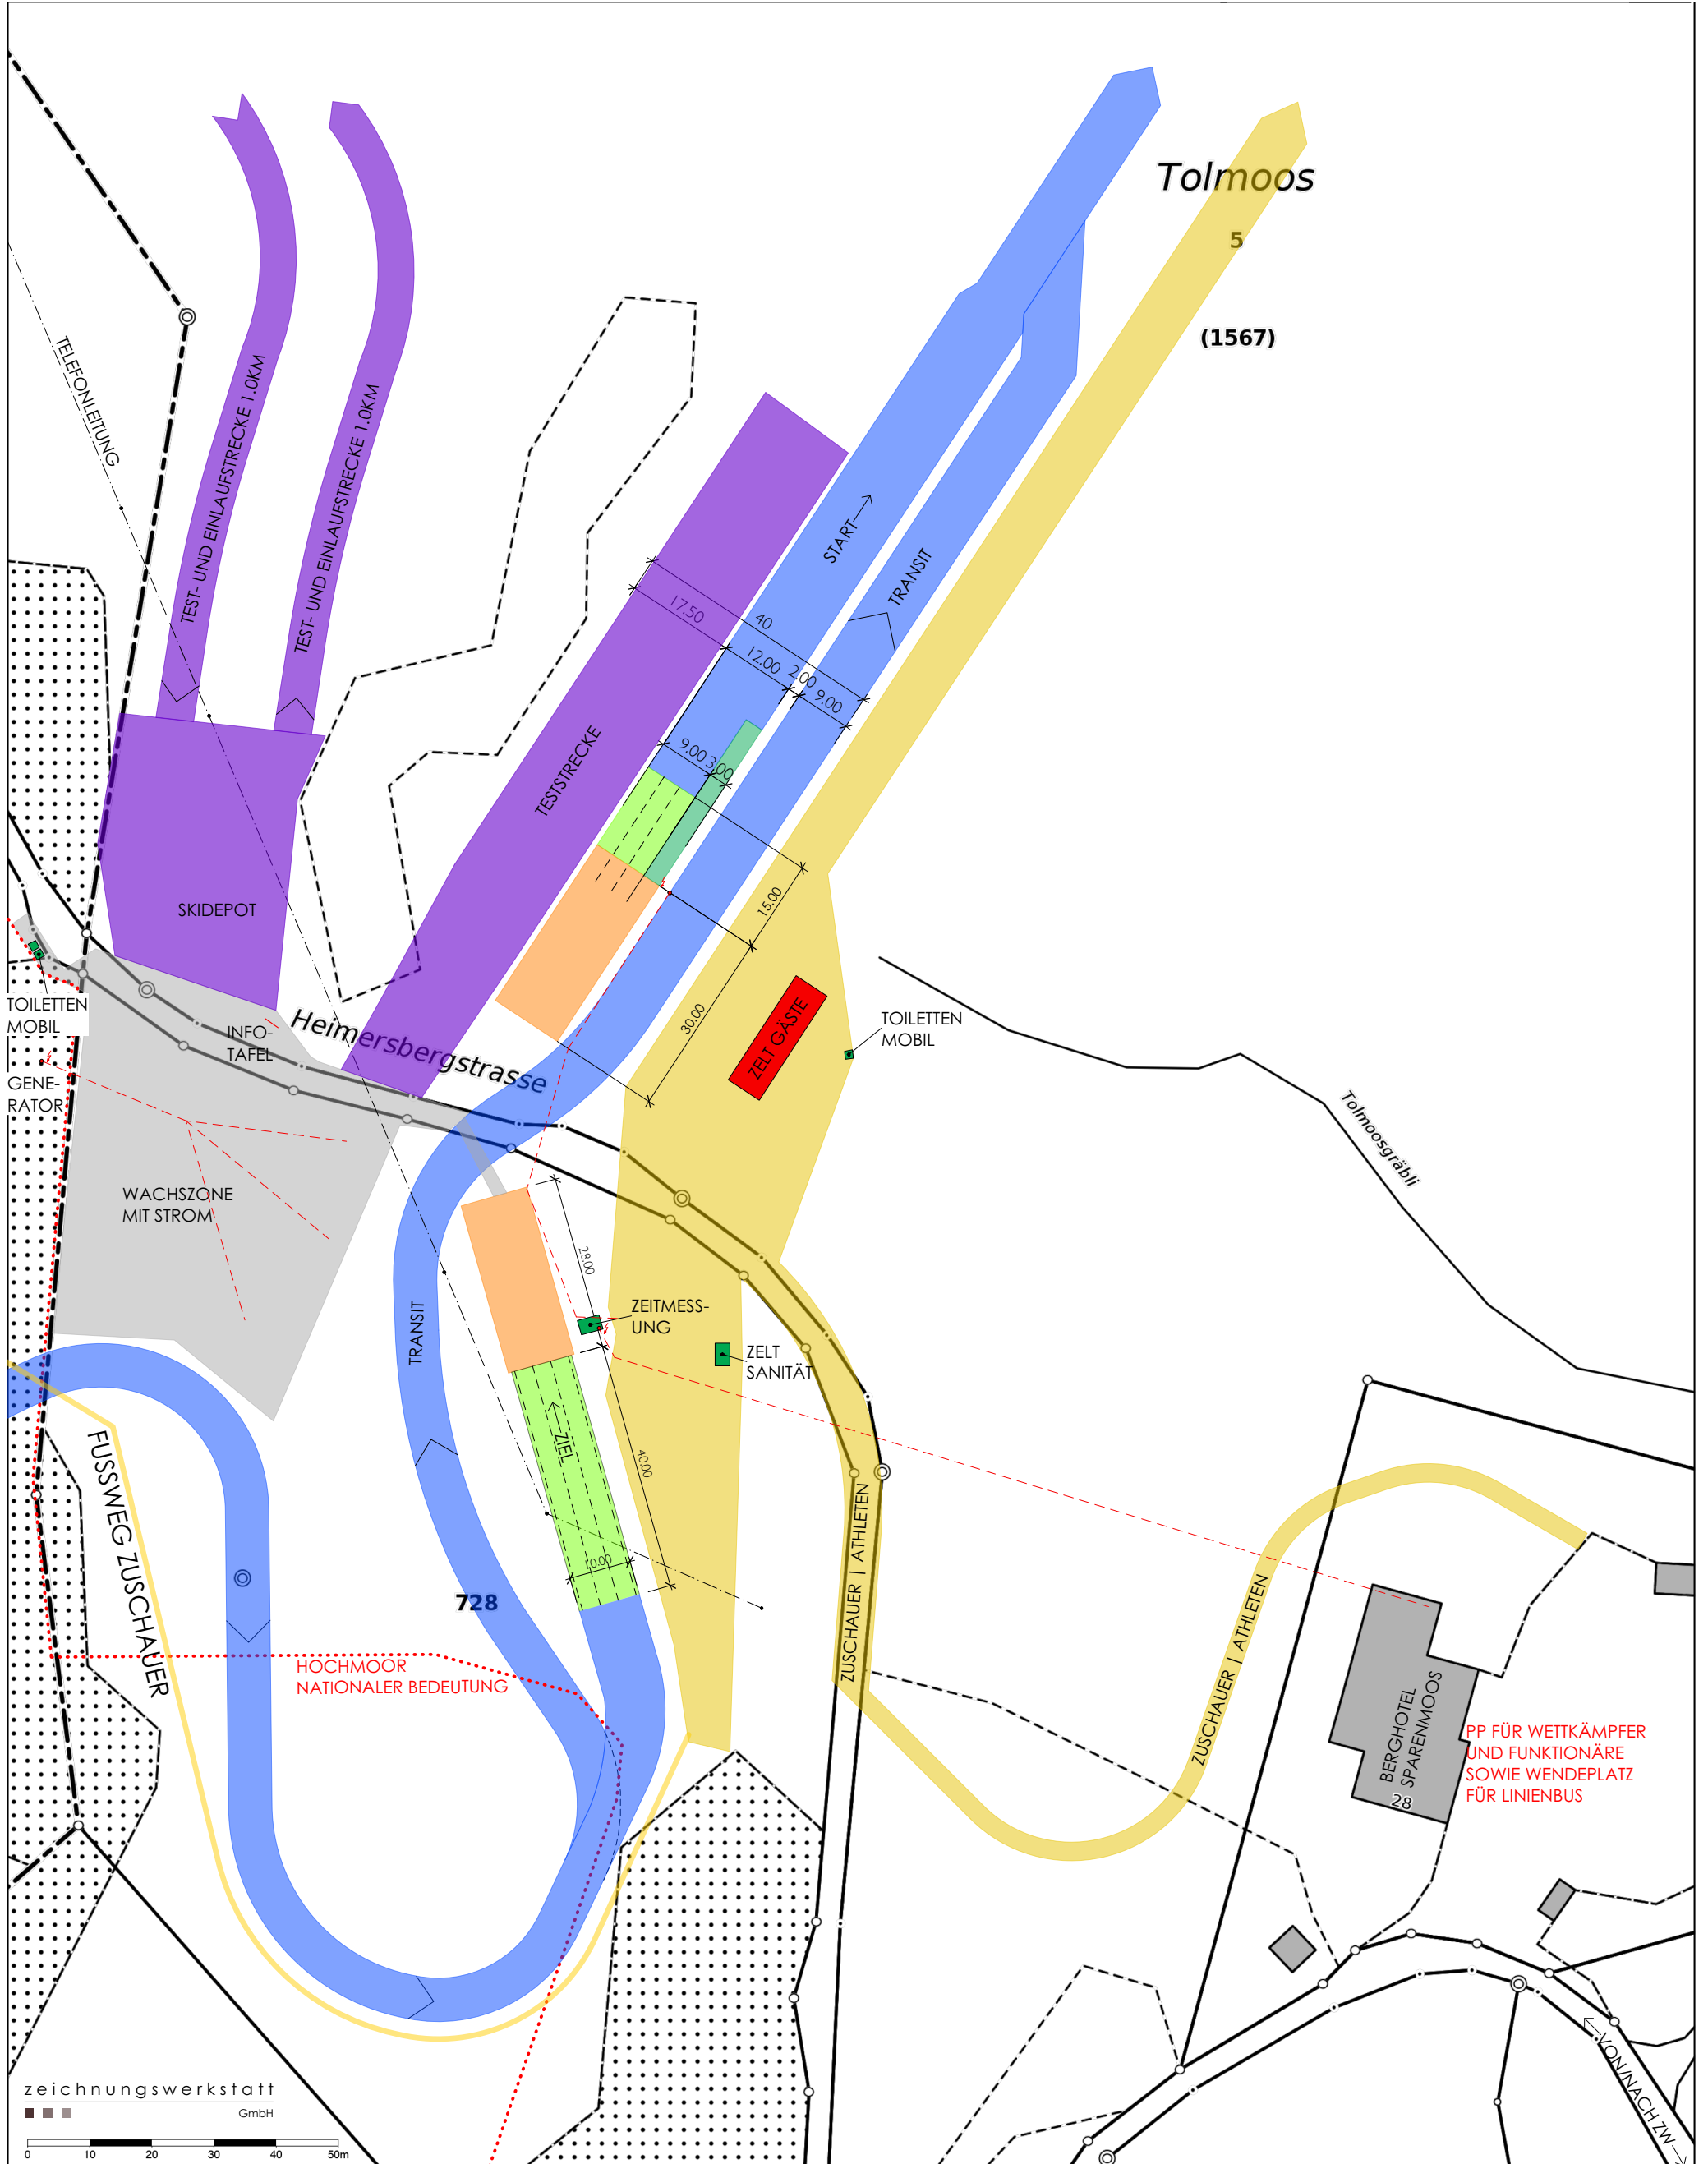 Tolmoos
5
(1567)
TELEFONLEITUNG
TEST- UND EINLAUFSTRECKE 1.0KM
TEST- UND EINLAUFSTRECKE 1.0KM
START
TRANSIT
17.50
40
12.00
2.00
9.00
TESTSTRECKE
9.00
3.00
15.00
SKIDEPOT
30.00
ZELT GÄSTE
TOILETTEN
MOBIL
TOILETTEN
MOBIL
INFO-
TAFEL
Heimersbergstrasse
GENE-
RATOR
Tolmoosgräbli
WACHSZONE
MIT STROM
28.00
ZEITMESS-
UNG
TRANSIT
ZELT
SANITÄT
ZIEL
40.00
10.00
FUSSWEG ZUSCHAUER
728
ZUSCHAUER | ATHLETEN
ZUSCHAUER | ATHLETEN
HOCHMOOR
NATIONALER BEDEUTUNG
BERGHOTEL
SPARENMOOS
28
PP FÜR WETTKÄMPFER
UND FUNKTIONÄRE
SOWIE WENDEPLATZ
FÜR LINIENBUS
VON/NACH ZW
zeichnungswerkstatt
GmbH
0 10 20 30 40 50m